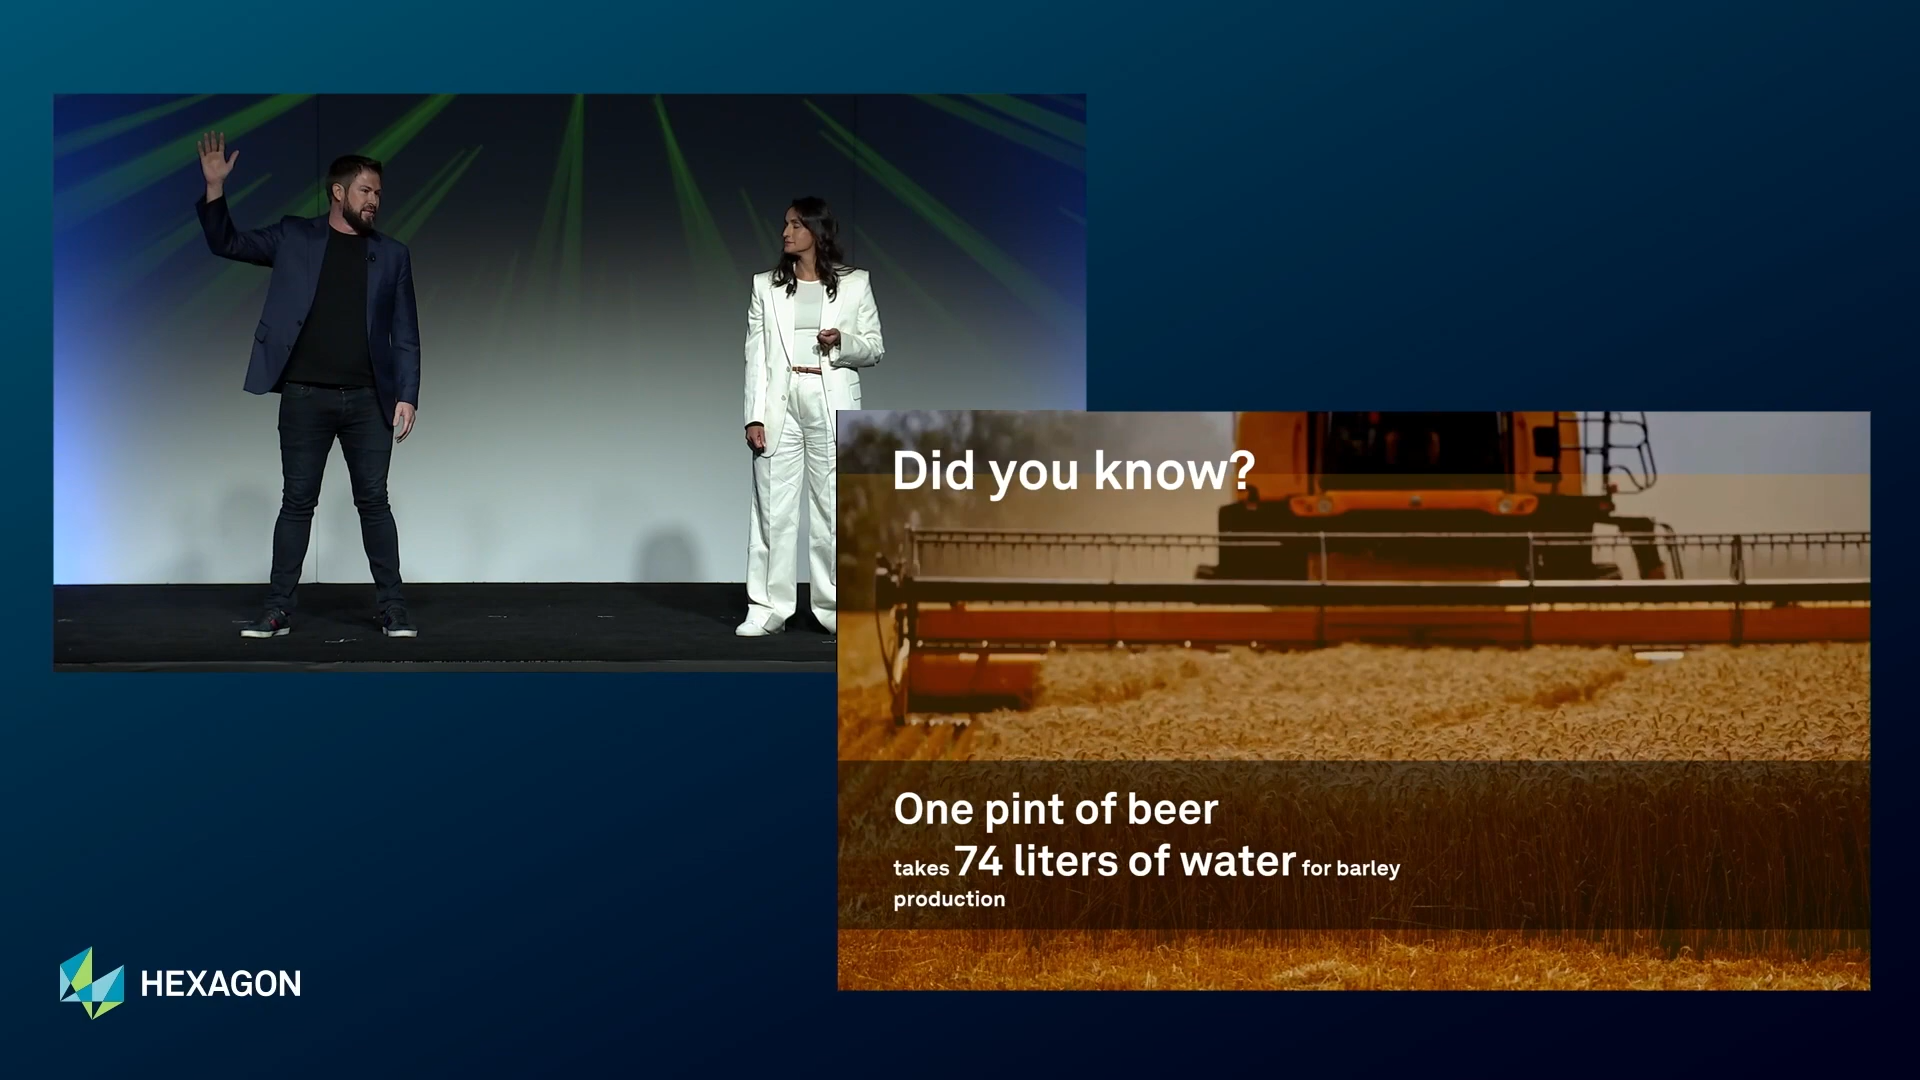 Did you know?
One pint of beer
takes 74 liters of water for barley
production
HEXAGON